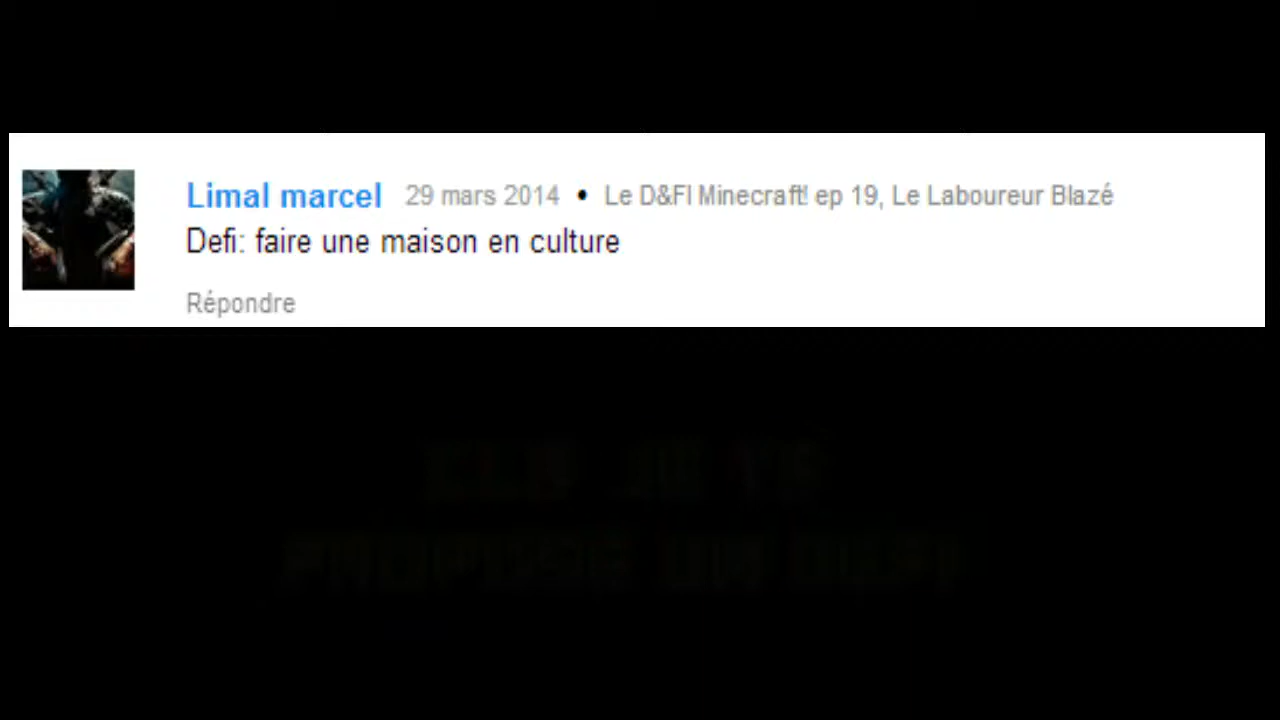 Limal marcel 29 mars 2014 • Le D&FI Minecraft! ep 19, Le Laboureur Blazé
Defi: faire une maison en culture
Répondre